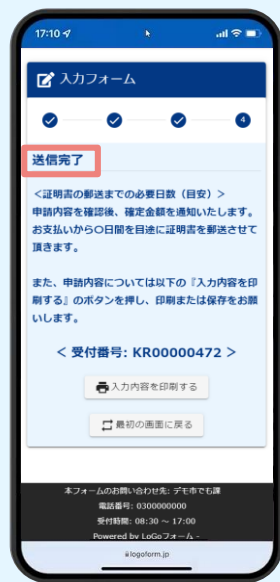 17:10
入力フォーム
4
送信完了
＜証明書の郵送までの必要日数（目安）＞
申請内容を確認後、確定金額を通知いたします。
お支払いから〇日間を目途に証明書を郵送させて
頂きます。
また、申請内容については以下の『入力内容を印
刷する』のボタンを押し、印刷または保存をお願
いします。
＜ 受付番号: KR00000472 ＞
入力内容を印刷する
最初の画面に戻る
本フォームのお問い合わせ先: デモ市でも課
電話番号: 0300000000
受付時間: 08:30 ～ 17:00
Powered by LoGoフォーム -
logoform.jp